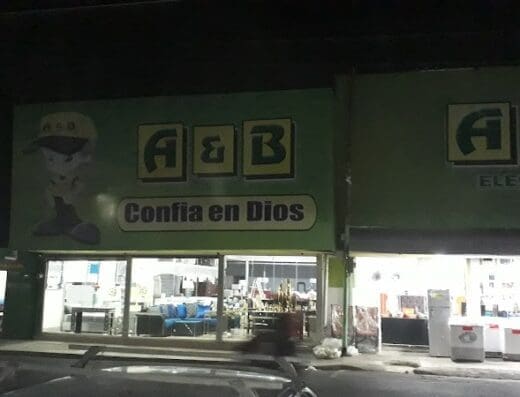 A & B
A & B
Confia en Dios
A
ELE